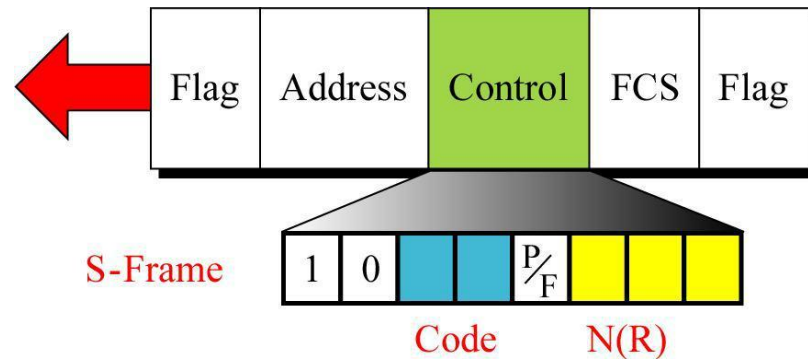 Flag Address Control FCS Flag
S-Frame 1 0 P/F
Code N(R)